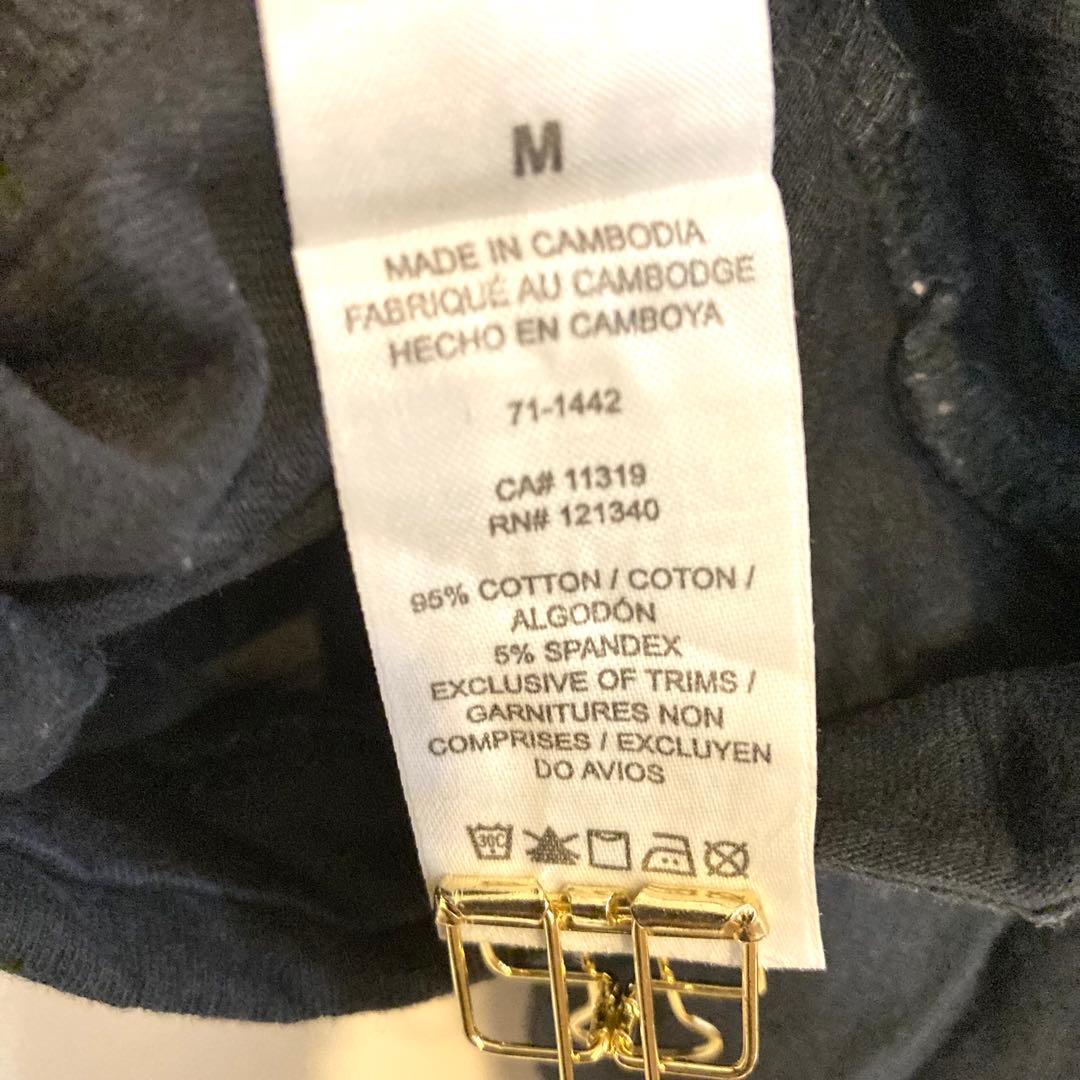 M
MADE IN CAMBODIA
FABRIQUÉ AU CAMBODGE
HECHO EN CAMBOYA
71-1442
CA# 11319
RN# 121340
95% COTTON / COTON /
ALGODÓN
5% SPANDEX
EXCLUSIVE OF TRIMS /
GARNITURES NON
COMPRISES / EXCLUYEN
DO AVIOS
30C